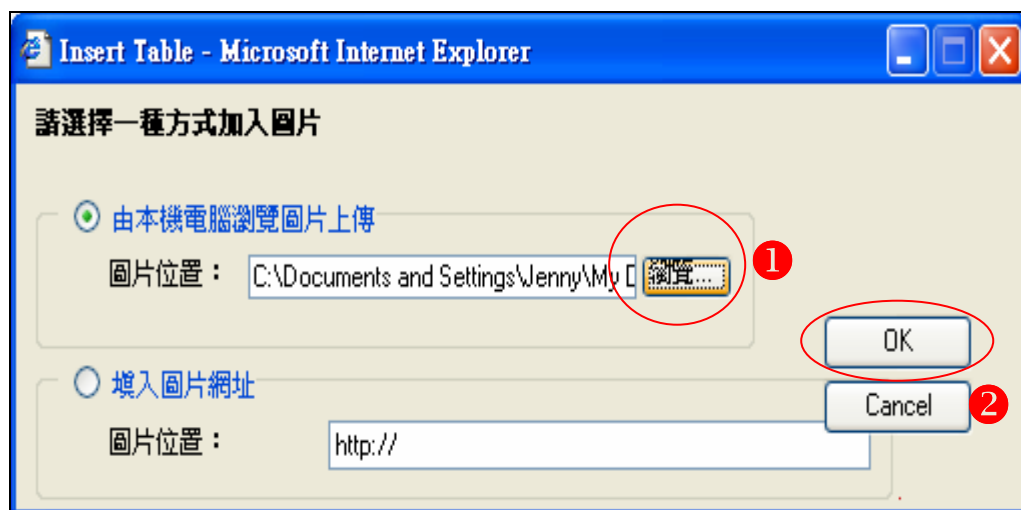 Insert Table - Microsoft Internet Explorer
請選擇一種方式加入圖片
由本機電腦瀏覽圖片上傳
圖片位置：
C:\Documents and Settings\Jenny\My D
瀏覽...
1
OK
填入圖片網址
Cancel
2
圖片位置：
http://